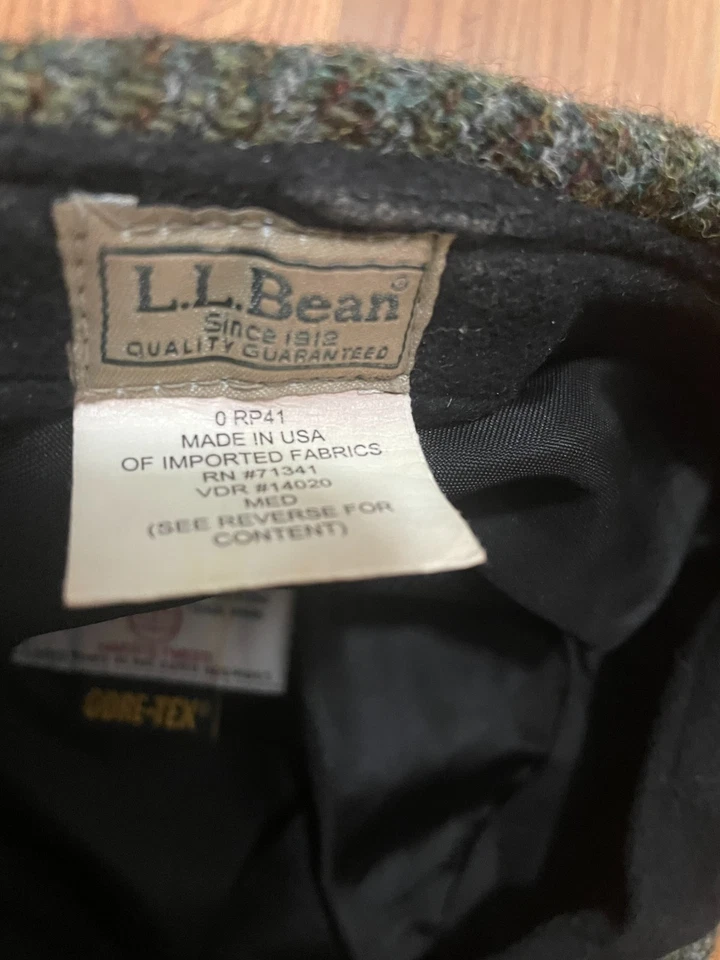 L.L.Bean®
Since 1912
QUALITY GUARANTEED
0 RP41
MADE IN USA
OF IMPORTED FABRICS
RN #71341
VDR #14020
MED
(SEE REVERSE FOR
CONTENT)
GORE-TEX®